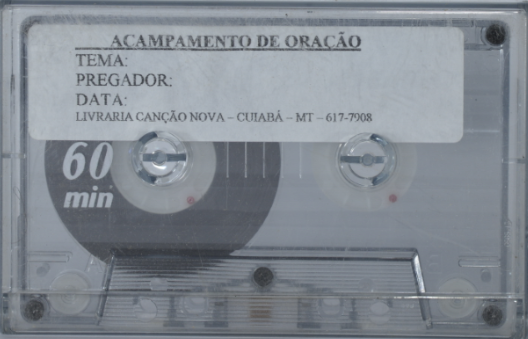 ACAMPAMENTO DE ORAÇÃO
TEMA:
PREGADOR:
DATA:
LIVRARIA CANÇÃO NOVA – CUIABÁ – MT – 617-7908
60
min